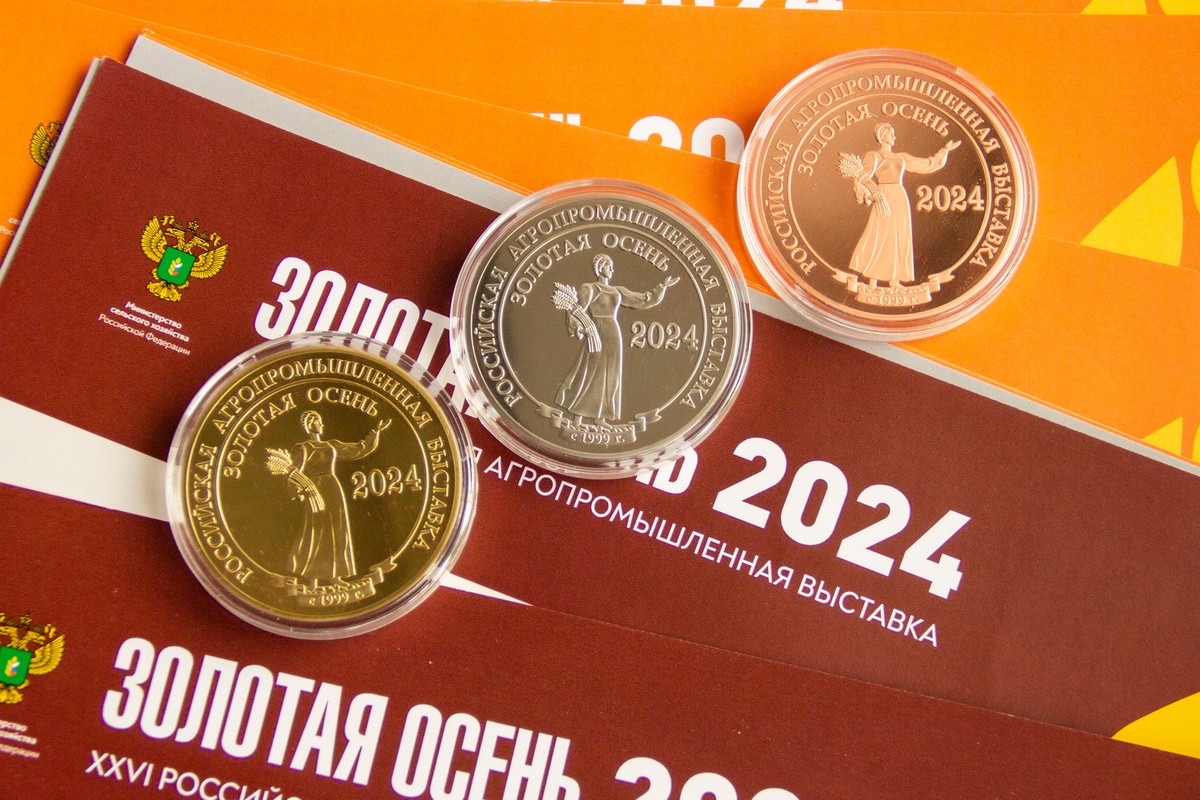 2024
20
РОССИЙСКАЯ АГРОПРОМЫШЛЕННАЯ ВЫСТАВКА
ЗОЛОТАЯ ОСЕНЬ
2024
с 1999 г.
РОССИЙСКАЯ АГРОПРОМЫШЛЕННАЯ ВЫСТАВКА
ЗОЛОТАЯ ОСЕНЬ
2024
с 1999 г.
Министерство
сельского хозяйства
Российской Федерации
2024
АГРОПРОМЫШЛЕННАЯ ВЫСТАВКА
РОССИЙСКАЯ АГРОПРОМЫШЛЕННАЯ ВЫСТАВКА
ЗОЛОТАЯ ОСЕНЬ
2024
с 1999 г.
ЗОЛОТАЯ ОСЕНЬ
XXVI